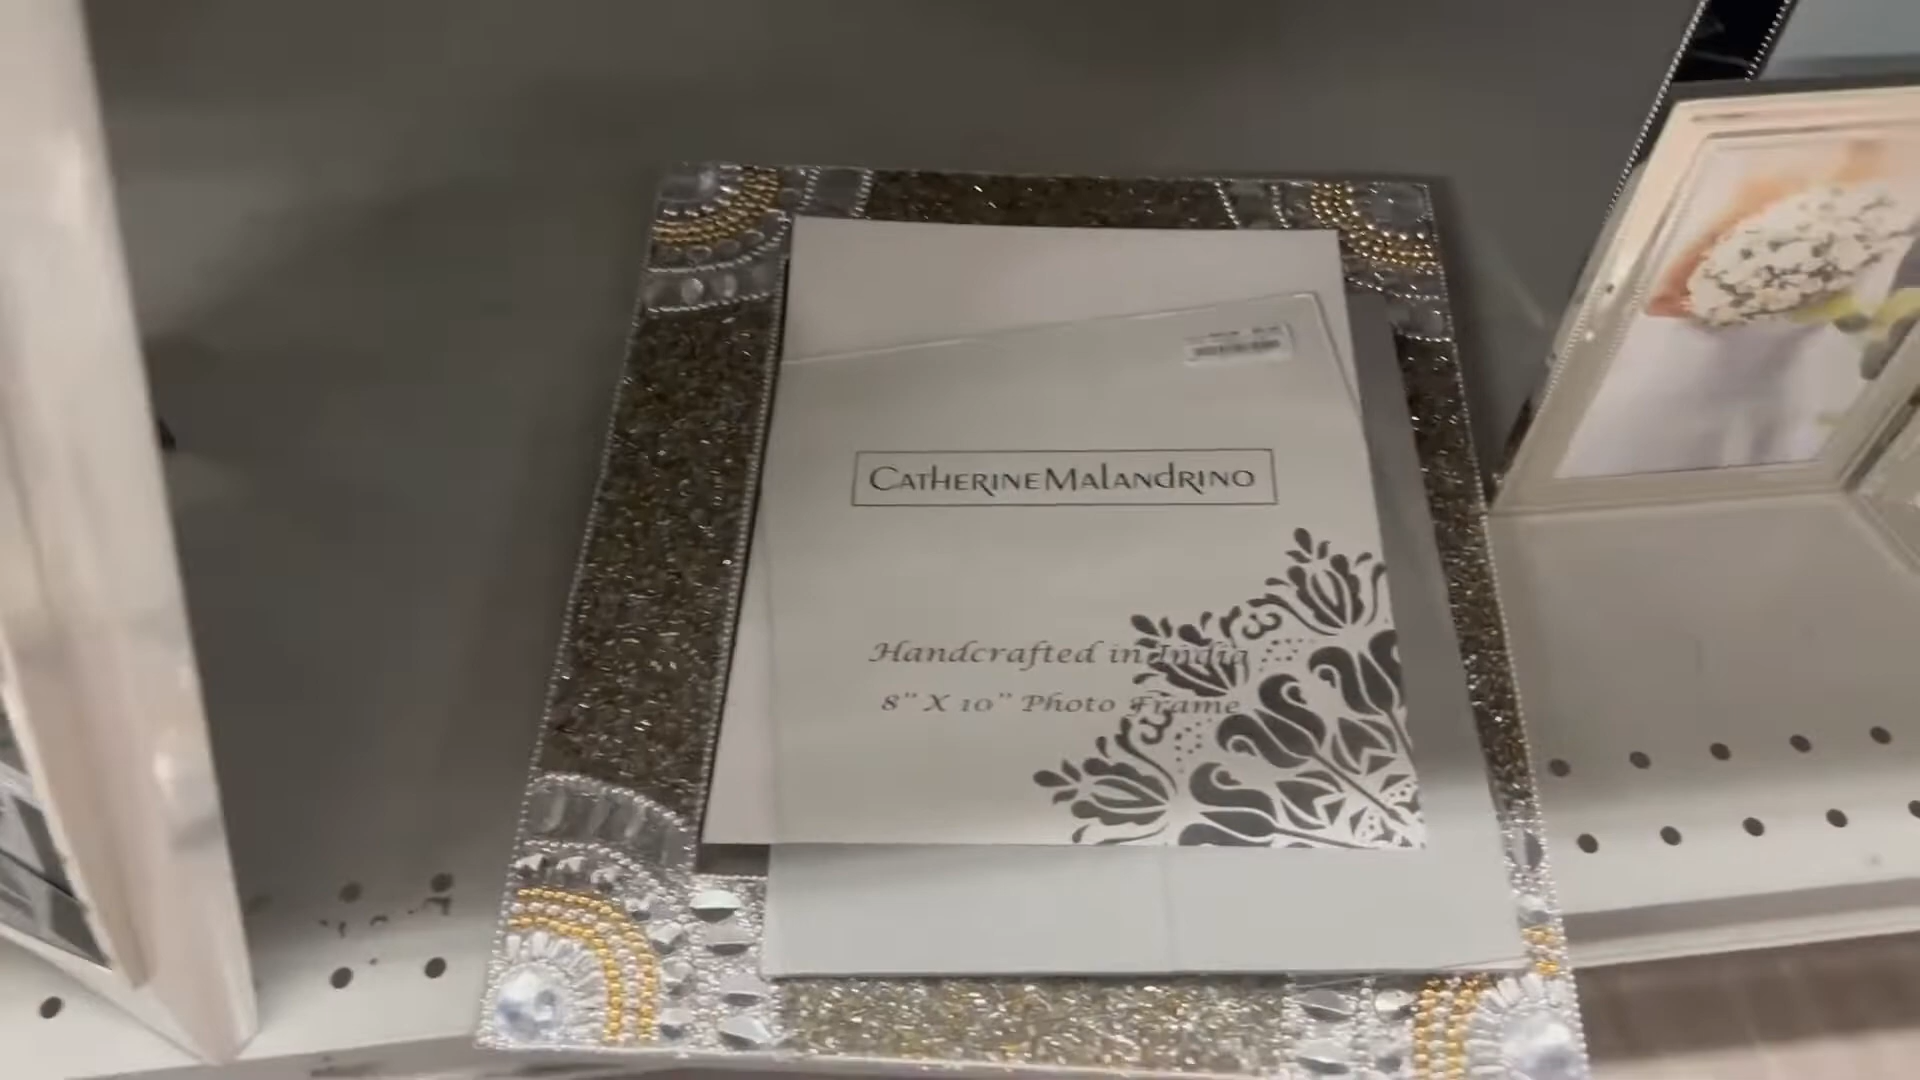 CATHERINE MALANDRINO
Handcrafted in India
8" X 10" Photo Frame